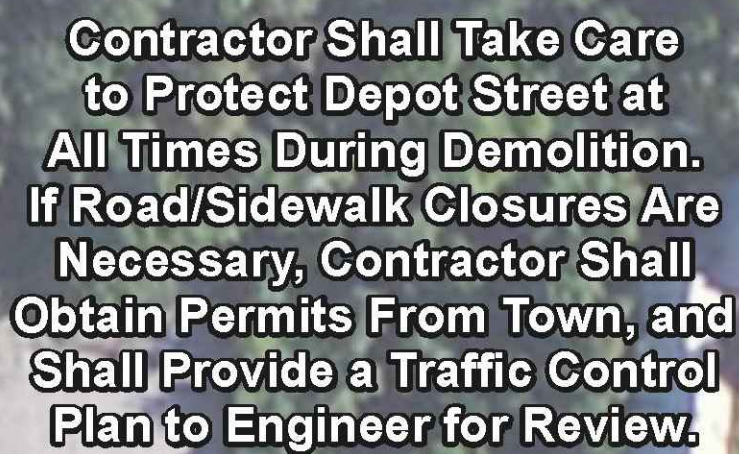 Contractor Shall Take Care
to Protect Depot Street at
All Times During Demolition.
If Road/Sidewalk Closures Are
Necessary, Contractor Shall
Obtain Permits From Town, and
Shall Provide a Traffic Control
Plan to Engineer for Review.